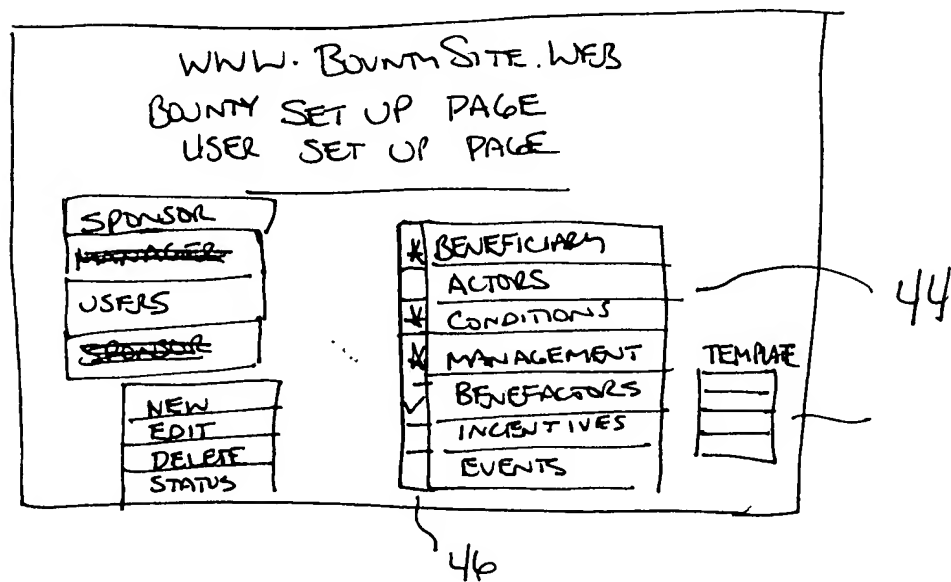 WWW.BOUNTYSITE.WEB
BOUNTY SET UP PAGE
USER SET UP PAGE
SPONSOR
MANAGER
USERS
SPONSOR
NEW
EDIT
DELETE
STATUS
BENEFICIARY
ACTORS
CONDITIONS
MANAGEMENT
BENEFACTORS
INCENTIVES
EVENTS
TEMPLATE
44
46